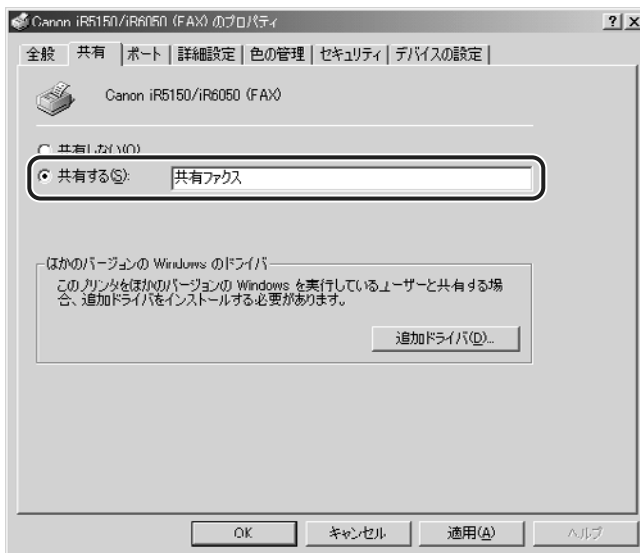 Canon iR5150/iR6050 (FAX) のプロパティ
? X
全般 共有 ポート 詳細設定 色の管理 セキュリティ デバイスの設定
Canon iR5150/iR6050 (FAX)
共有しない(O)
共有する(S): 共有ファクス
ほかのバージョンの Windows のドライバ
このプリンタをほかのバージョンの Windows を実行しているユーザーと共有する場
合、追加ドライバをインストールする必要があります。
追加ドライバ(D)...
OK キャンセル 適用(A) ヘルプ